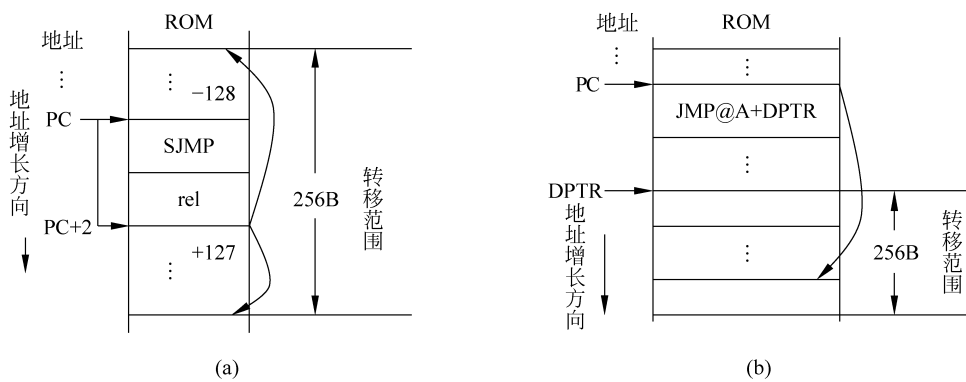 ROM
地址
⋮
⋮
−128
PC
SJMP
rel
PC+2
+127
⋮
地址增长方向
256B
转移范围
(a)
ROM
地址
⋮
⋮
PC
JMP@A+DPTR
⋮
DPTR
⋮
地址增长方向
256B
转移范围
(b)